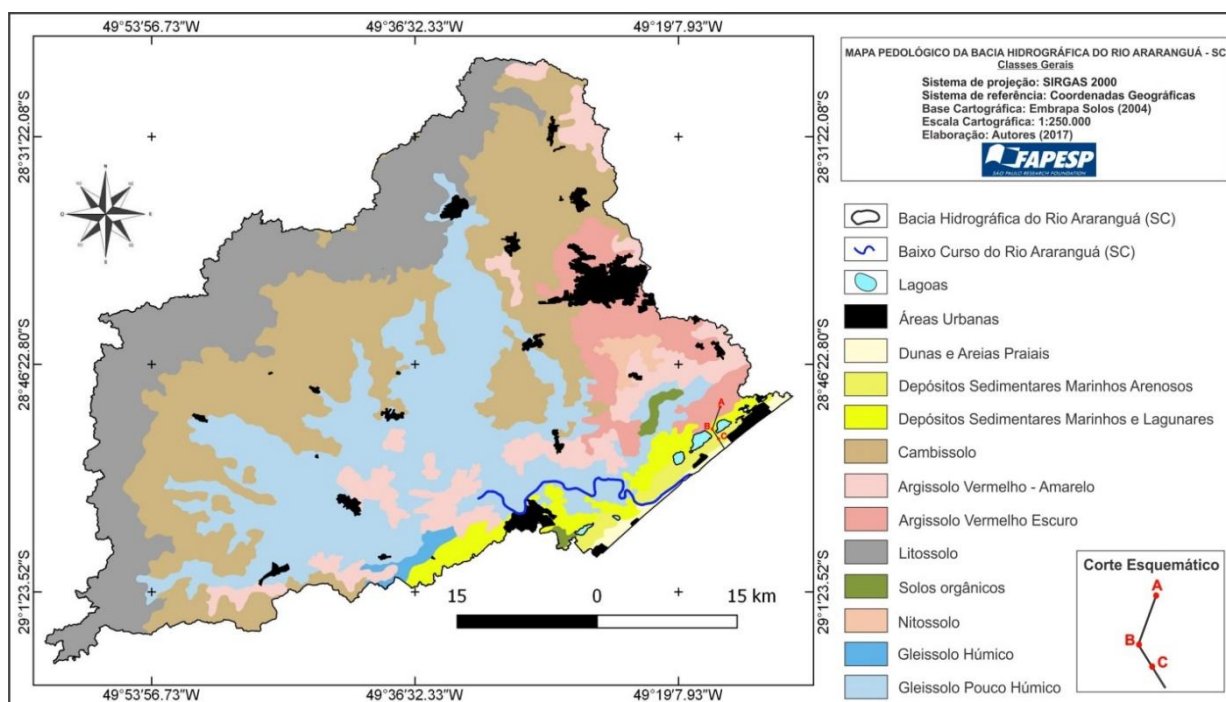 49°53'56.73"W
49°36'32.33"W
49°19'7.93"W
28°31'22.08"S
28°31'22.08"S
28°46'22.80"S
28°46'22.80"S
29°1'23.52"S
29°1'23.52"S
A
B
C
15
0
15 km
49°53'56.73"W
49°36'32.33"W
49°19'7.93"W
MAPA PEDOLÓGICO DA BACIA HIDROGRÁFICA DO RIO ARARANGUÁ - SC
Classes Gerais
Sistema de projeção: SIRGAS 2000
Sistema de referência: Coordenadas Geográficas
Base Cartográfica: Embrapa Solos (2004)
Escala Cartográfica: 1:250.000
Elaboração: Autores (2017)
FAPESP
SÃO PAULO RESEARCH FOUNDATION
Bacia Hidrográfica do Rio Araranguá (SC)
Baixo Curso do Rio Araranguá (SC)
Lagoas
Áreas Urbanas
Dunas e Areias Praiais
Depósitos Sedimentares Marinhos Arenosos
Depósitos Sedimentares Marinhos e Lagunares
Cambissolo
Argissolo Vermelho - Amarelo
Argissolo Vermelho Escuro
Litossolo
Solos orgânicos
Nitossolo
Gleissolo Húmico
Gleissolo Pouco Húmico
Corte Esquemático
A
B
C